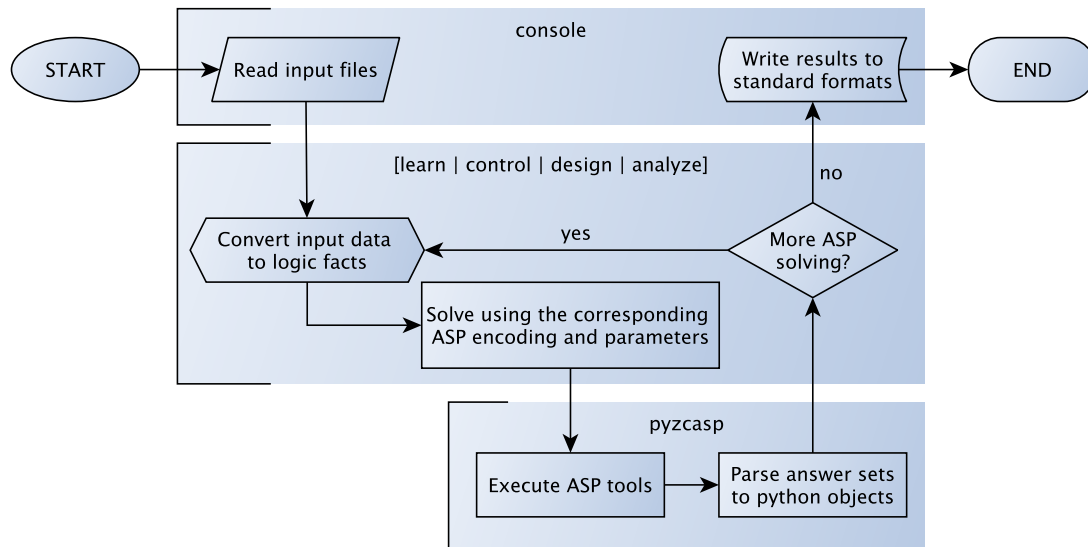 console
START
Read input files
Write results to
standard formats
END
[learn | control | design | analyze]
no
Convert input data
to logic facts
yes
More ASP
solving?
Solve using the corresponding
ASP encoding and parameters
pyzcasp
Execute ASP tools
Parse answer sets
to python objects